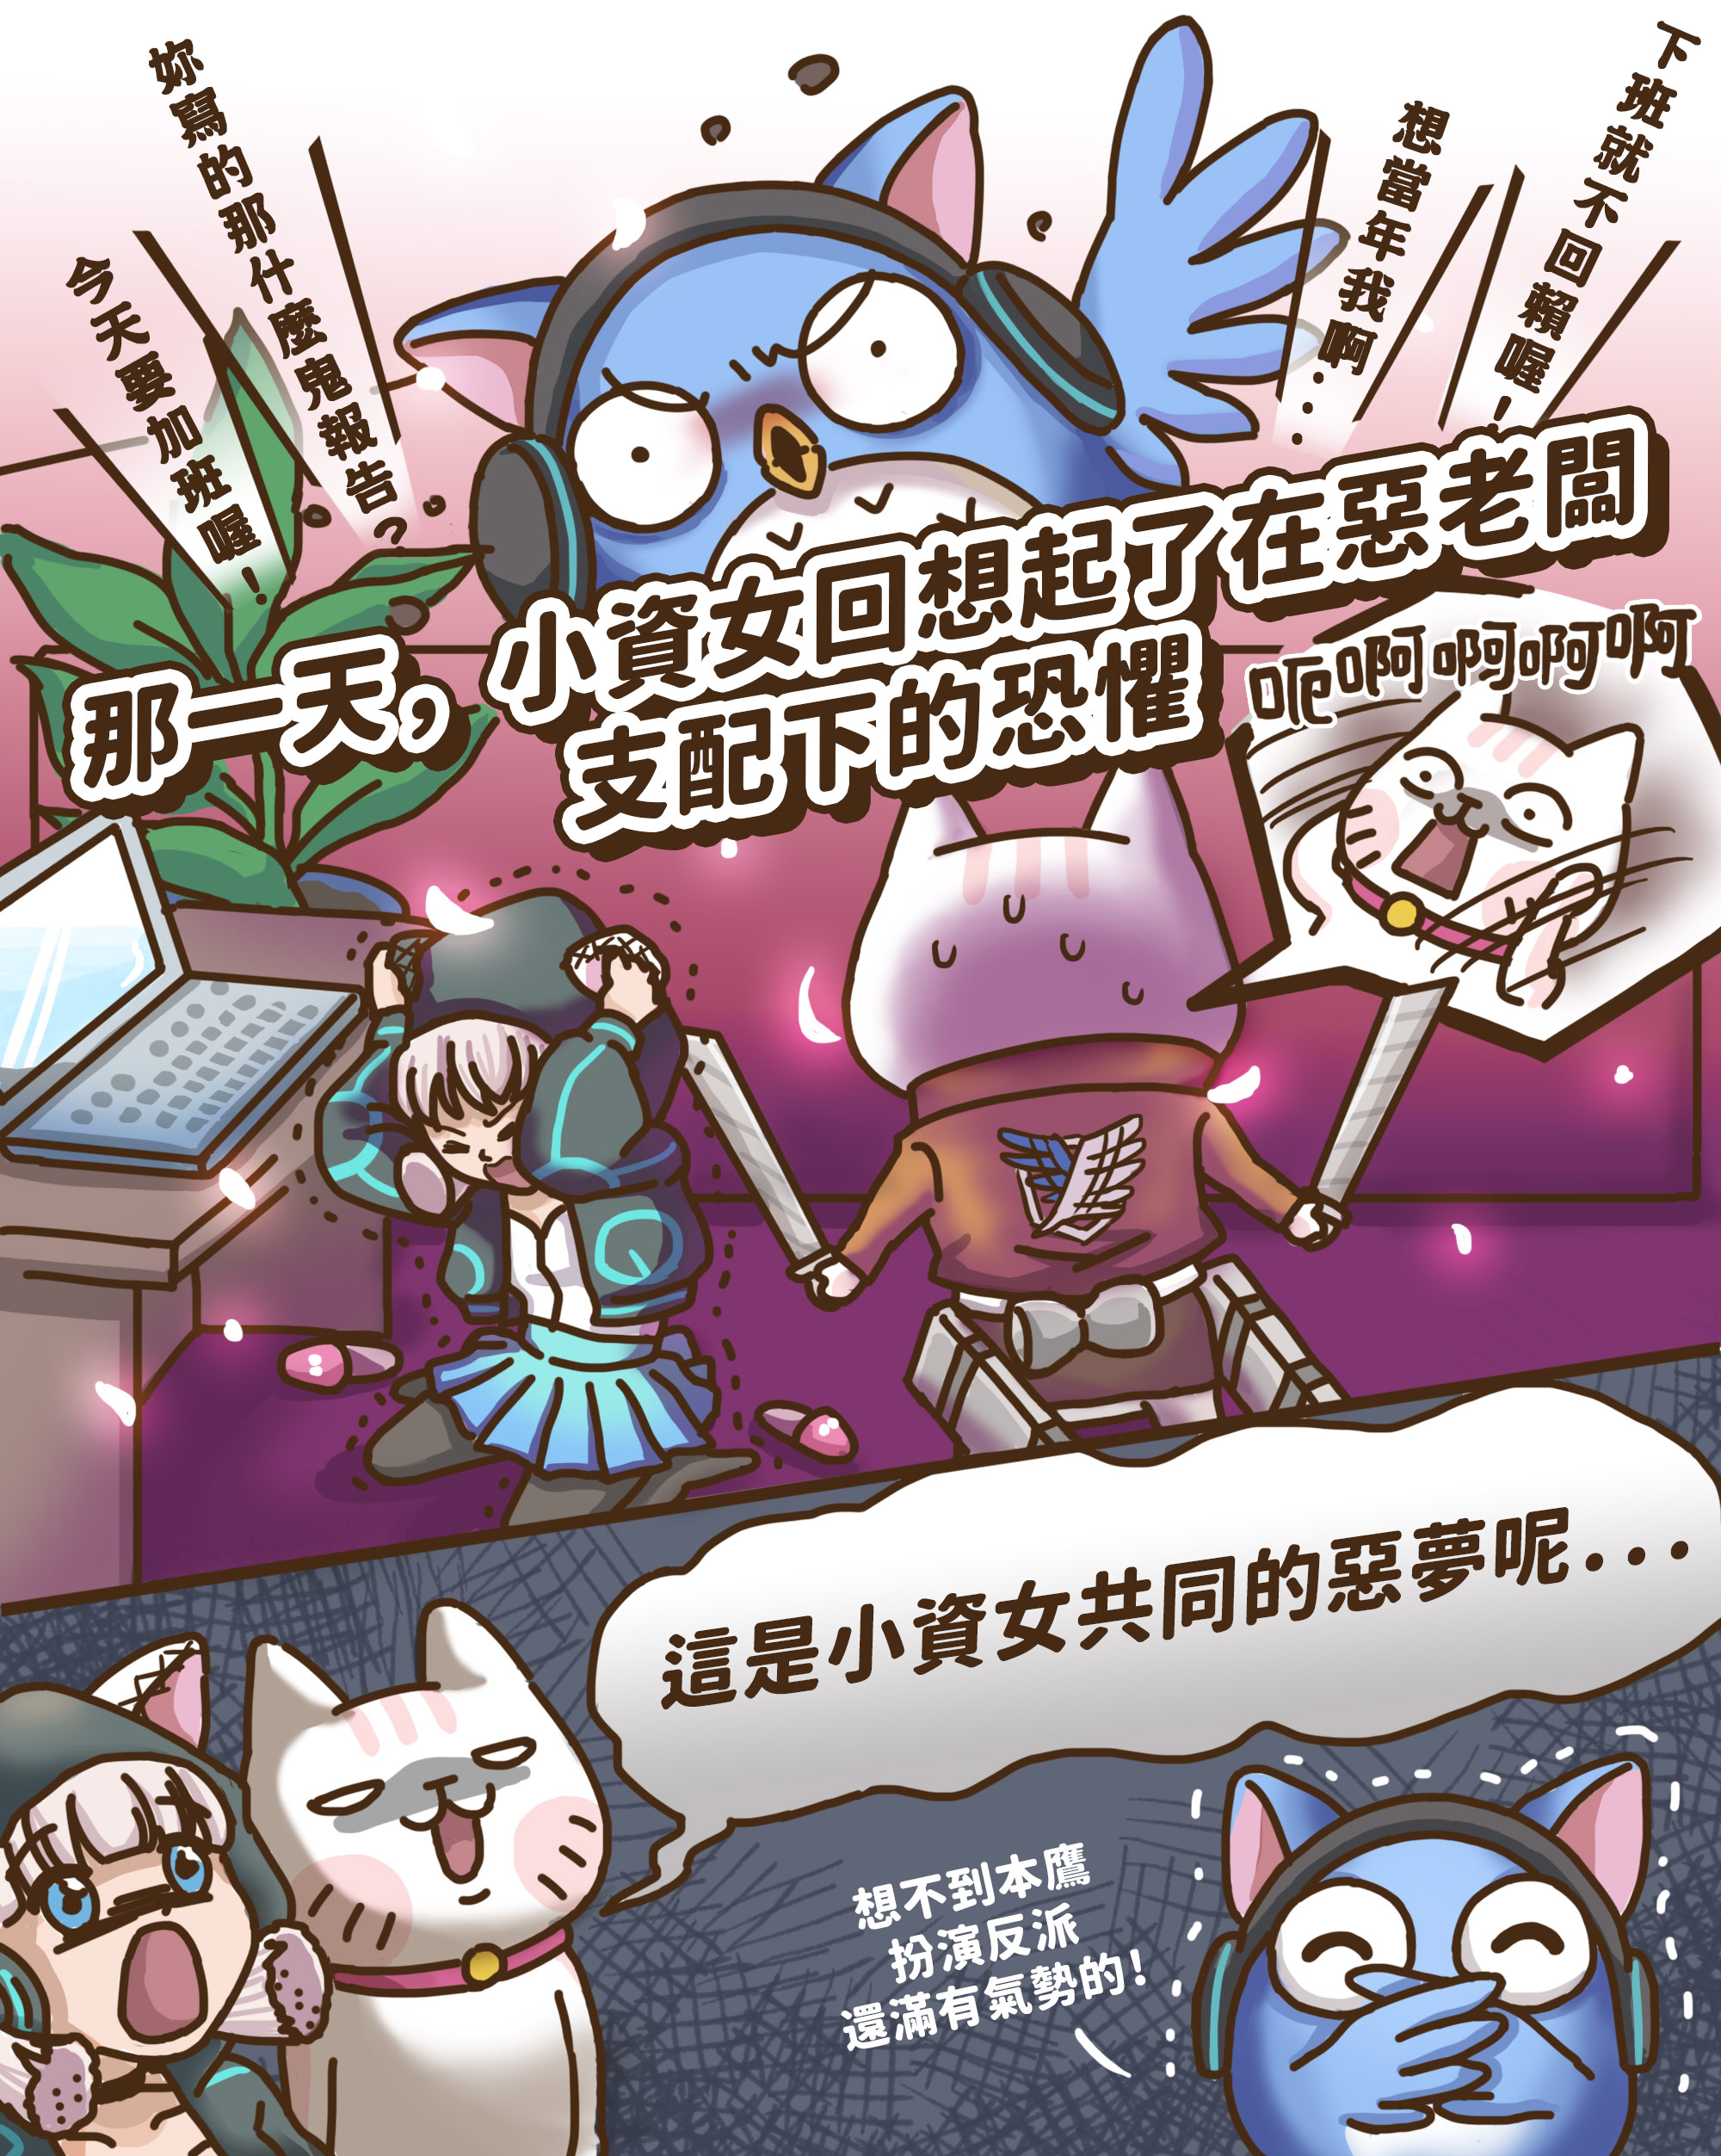 妳寫的那什麼鬼報告?
今天要加班喔!
想當年我啊...
下班就不回賴喔!
那一天,小資女回想起了在惡老闆
支配下的恐懼
呃啊啊啊啊
這是小資女共同的惡夢呢...
想不到本鷹
扮演反派
還滿有氣勢的!